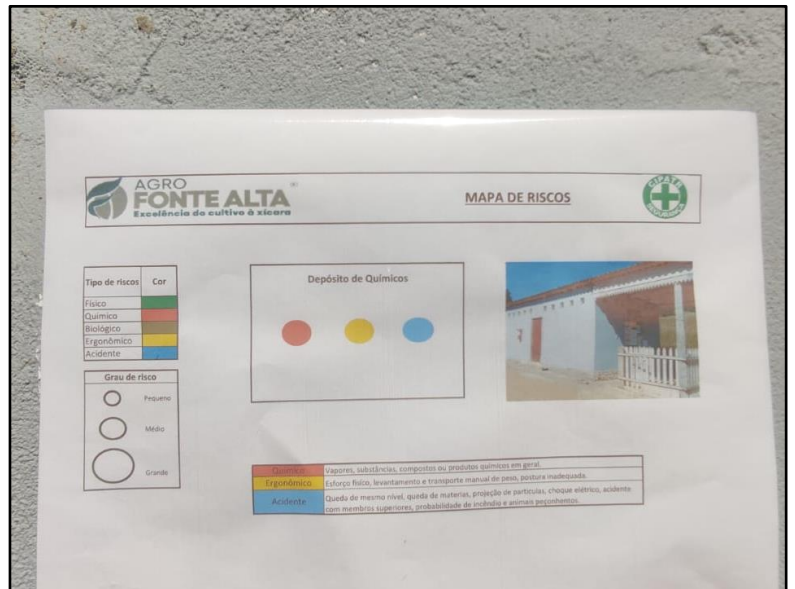 AGRO
FONTE ALTA®
Excelência do cultivo à xícara
MAPA DE RISCOS
CIPATR
Tipo de riscos Cor
Físico
Químico
Biológico
Ergonômico
Acidente
Depósito de Químicos
Grau de risco
Pequeno
Médio
Grande
Químico Vapores, substâncias, compostos ou produtos químicos em geral.
Ergonômico Esforço físico, levantamento e transporte manual de peso, postura inadequada.
Acidente Queda de mesmo nível, queda de materias, projeção de partículas, choque elétrico, acidente
com membros superiores, probabilidade de incêndio e animais peçonhentos.